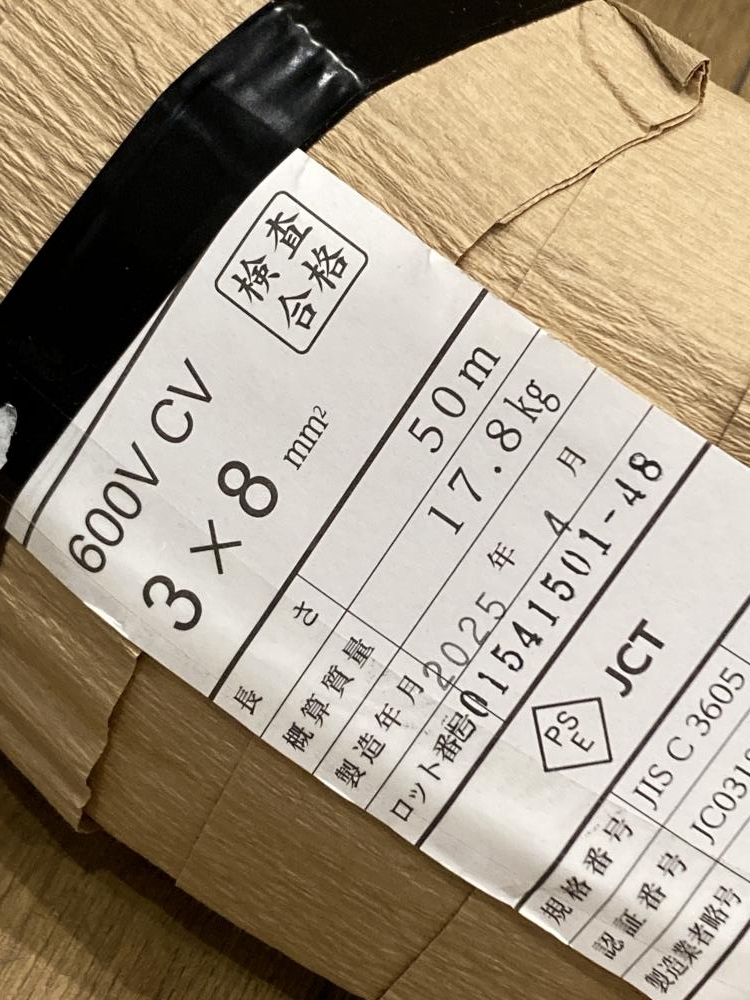 検査
合格
600V CV
3×8 mm²
長さ 50m
概算質量 17.8kg
製造年月 2025年 4月
ロット番号 01541501-48
PSE JCT
規格番号 JIS C 3605
認証番号
製造業者略号